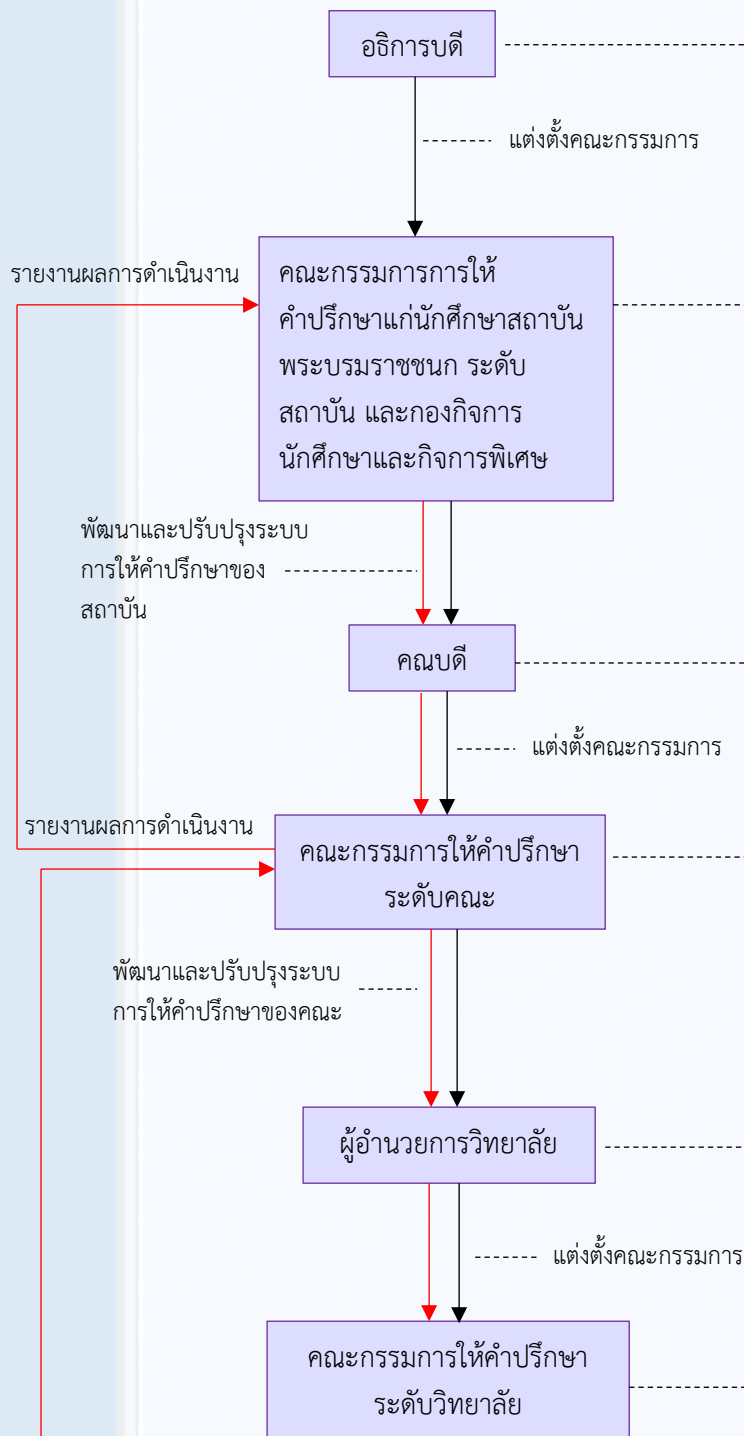 อธิการบดี
แต่งตั้งคณะกรรมการ
รายงานผลการดำเนินงาน
คณะกรรมการการให้
คำปรึกษาแก่นักศึกษาสถาบัน
พระบรมราชชนก ระดับ
สถาบัน และกองกิจการ
นักศึกษาและกิจการพิเศษ
พัฒนาและปรับปรุงระบบ
การให้คำปรึกษาของ
สถาบัน
คณบดี
แต่งตั้งคณะกรรมการ
รายงานผลการดำเนินงาน
คณะกรรมการให้คำปรึกษา
ระดับคณะ
พัฒนาและปรับปรุงระบบ
การให้คำปรึกษาของคณะ
ผู้อำนวยการวิทยาลัย
แต่งตั้งคณะกรรมการ
คณะกรรมการให้คำปรึกษา
ระดับวิทยาลัย